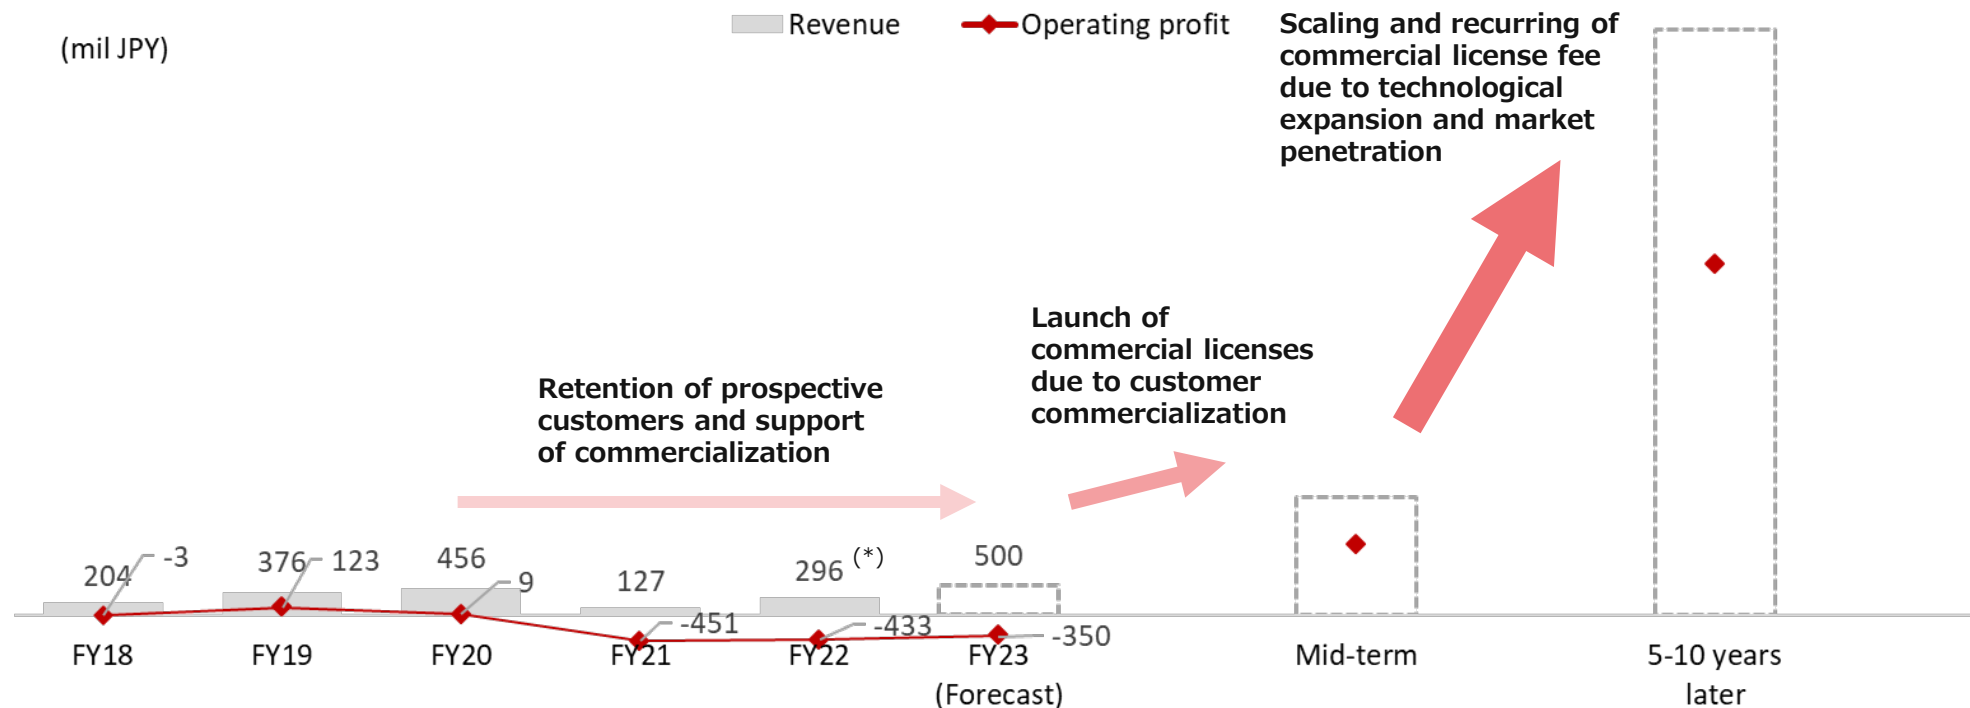 (mil JPY)
Revenue
Operating profit
Scaling and recurring of
commercial license fee
due to technological
expansion and market
penetration
Launch of
commercial licenses
due to customer
commercialization
Retention of prospective
customers and support
of commercialization
204
-3
376
123
456
9
127
-451
296
(*)
-433
500
-350
FY18
FY19
FY20
FY21
FY22
FY23
(Forecast)
Mid-term
5-10 years
later